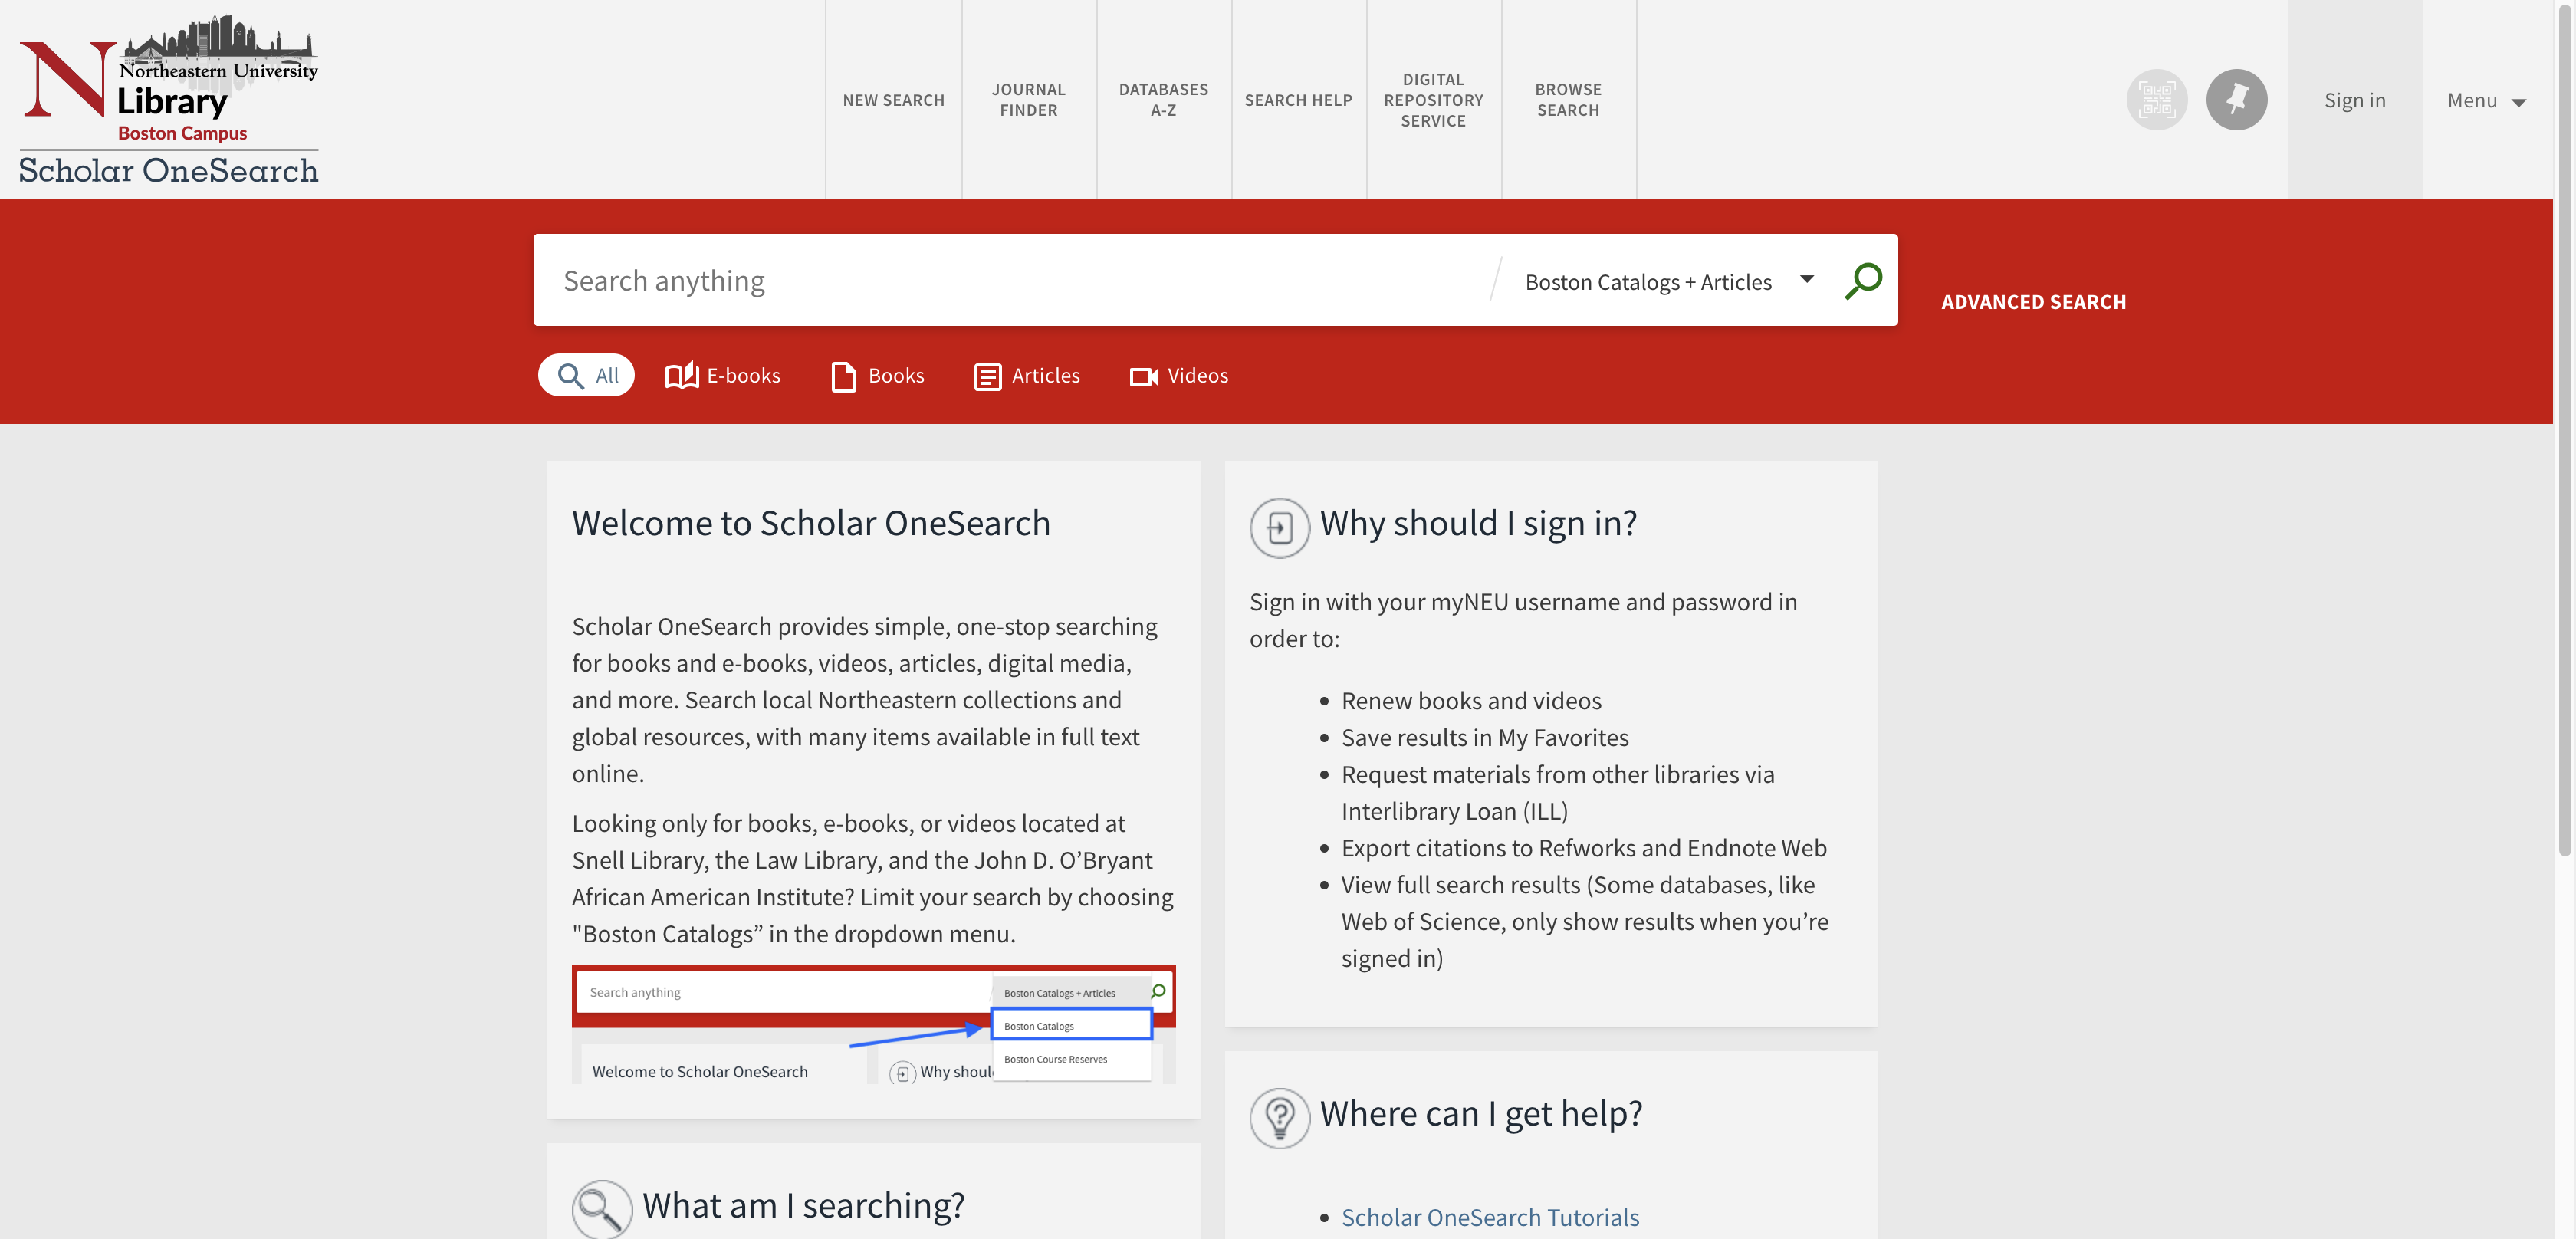 Northeastern University
Library
Boston Campus
Scholar OneSearch
NEW SEARCH
JOURNAL
FINDER
DATABASES
A-Z
SEARCH HELP
DIGITAL
REPOSITORY
SERVICE
BROWSE
SEARCH
Sign in
Menu
Search anything
Boston Catalogs + Articles
ADVANCED SEARCH
All
E-books
Books
Articles
Videos
Welcome to Scholar OneSearch
Scholar OneSearch provides simple, one-stop searching
for books and e-books, videos, articles, digital media,
and more. Search local Northeastern collections and
global resources, with many items available in full text
online.
Looking only for books, e-books, or videos located at
Snell Library, the Law Library, and the John D. O’Bryant
African American Institute? Limit your search by choosing
"Boston Catalogs” in the dropdown menu.
Search anything
Boston Catalogs + Articles
Boston Catalogs
Boston Course Reserves
Welcome to Scholar OneSearch
Why shoul
What am I searching?
Why should I sign in?
Sign in with your myNEU username and password in
order to:
• Renew books and videos
• Save results in My Favorites
• Request materials from other libraries via
Interlibrary Loan (ILL)
• Export citations to Refworks and Endnote Web
• View full search results (Some databases, like
Web of Science, only show results when you’re
signed in)
Where can I get help?
• Scholar OneSearch Tutorials